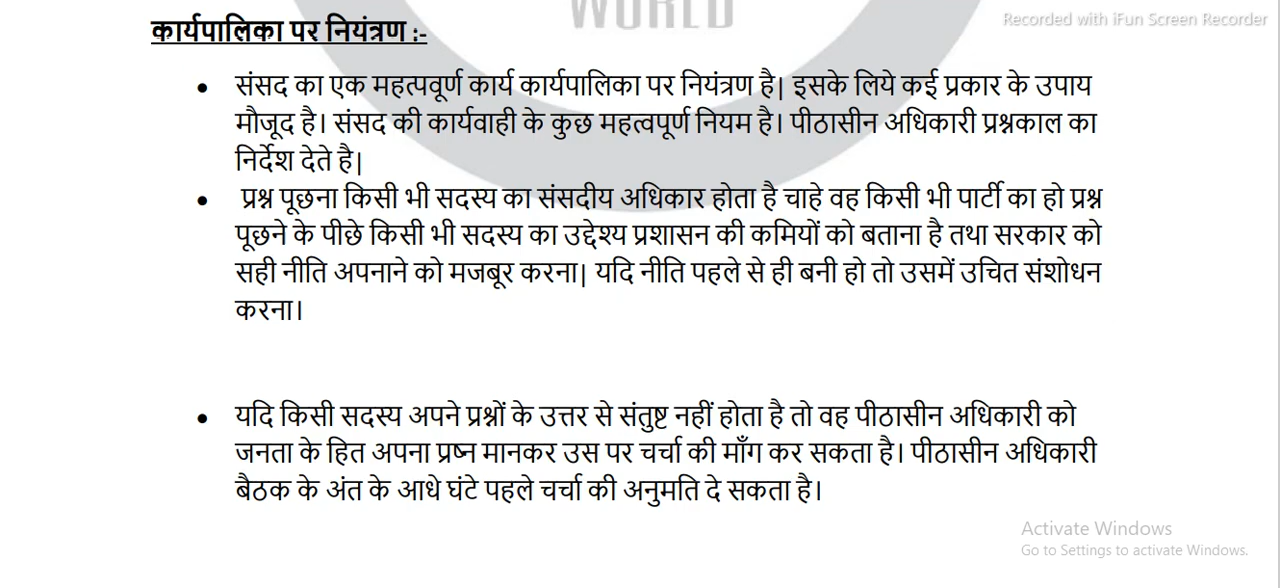 WORLD
Recorded with iFun Screen Recorder
कार्यपालिका पर नियंत्रण :-
• संसद का एक महत्पवूर्ण कार्य कार्यपालिका पर नियंत्रण है| इसके लिये कई प्रकार के उपाय
मौजूद है। संसद की कार्यवाही के कुछ महत्वपूर्ण नियम है। पीठासीन अधिकारी प्रश्नकाल का
निर्देश देते है|
• प्रश्न पूछना किसी भी सदस्य का संसदीय अधिकार होता है चाहे वह किसी भी पार्टी का हो प्रश्न
पूछने के पीछे किसी भी सदस्य का उद्देश्य प्रशासन की कमियों को बताना है तथा सरकार को
सही नीति अपनाने को मजबूर करना| यदि नीति पहले से ही बनी हो तो उसमें उचित संशोधन
करना।
• यदि किसी सदस्य अपने प्रश्नों के उत्तर से संतुष्ट नहीं होता है तो वह पीठासीन अधिकारी को
जनता के हित अपना प्रष्न मानकर उस पर चर्चा की माँग कर सकता है। पीठासीन अधिकारी
बैठक के अंत के आधे घंटे पहले चर्चा की अनुमति दे सकता है।
Activate Windows
Go to Settings to activate Windows.